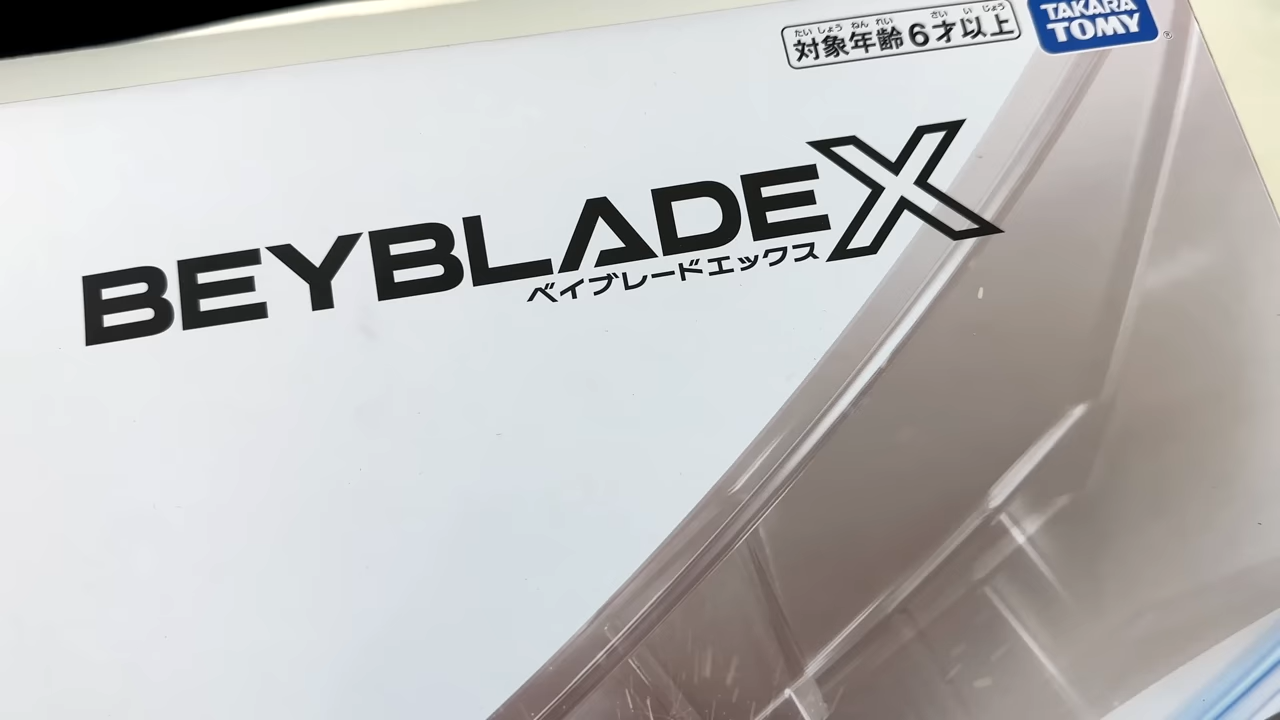 たいしょうねんれい さい いじょう
対象年齢6才以上
TAKARA
TOMY
®
BEYBLADE X
ベイブレードエックス